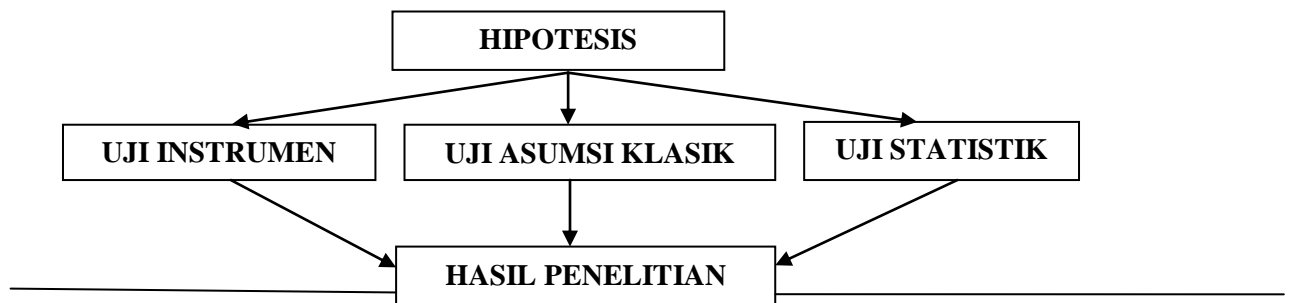 HIPOTESIS
UJI INSTRUMEN
UJI ASUMSI KLASIK
UJI STATISTIK
HASIL PENELITIAN